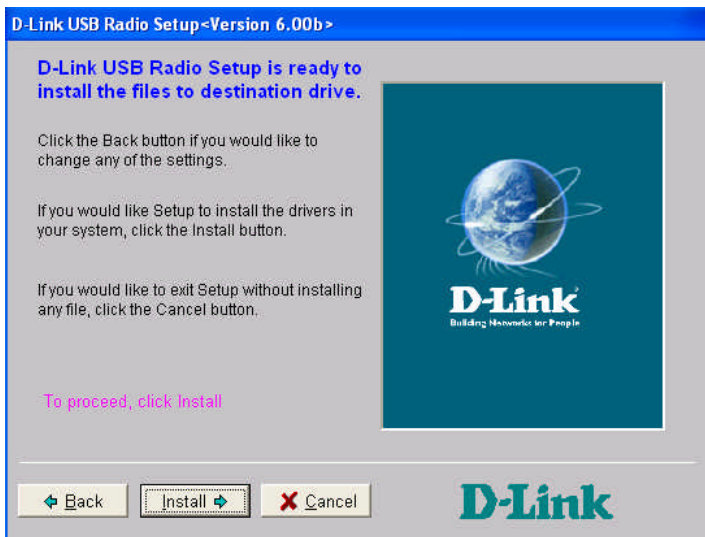 D-Link USB Radio Setup<Version 6.00b>
D-Link USB Radio Setup is ready to
install the files to destination drive.
Click the Back button if you would like to
change any of the settings.
If you would like Setup to install the drivers in
your system, click the Install button.
If you would like to exit Setup without installing
any file, click the Cancel button.
To proceed, click Install
D-Link
Building Networks for People
Back
Install
Cancel
D-Link